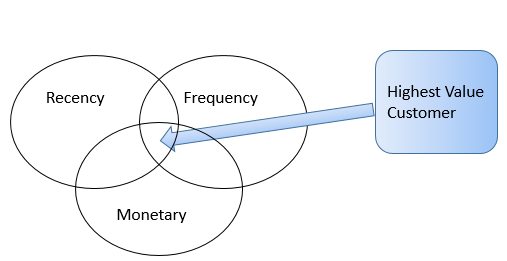 Recency
Frequency
Highest Value
Customer
Monetary